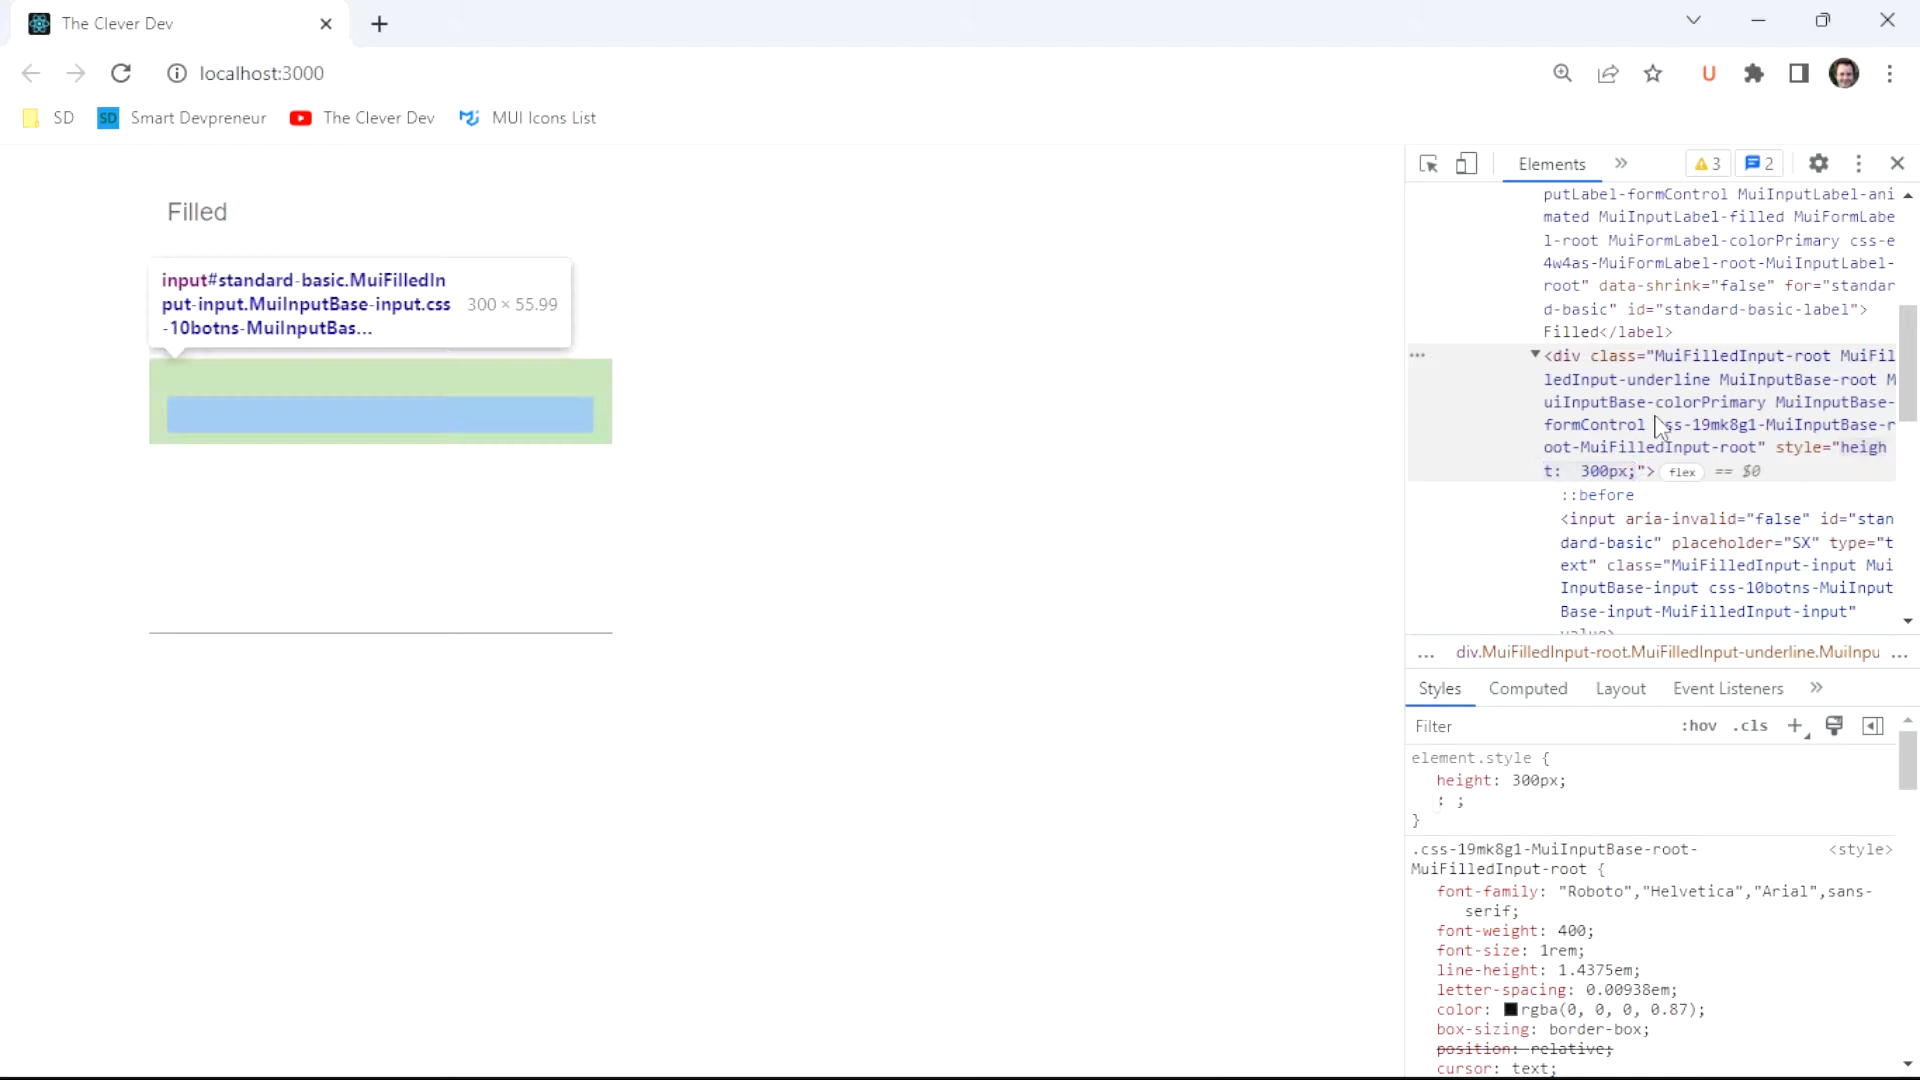 The Clever Dev
localhost:3000
U
SD
SD Smart Devpreneur
The Clever Dev
MUI Icons List
Filled
input#standard-basic.MuiFilledIn
put-input.MuiInputBase-input.css
-10botns-MuiInputBas...
300 × 55.99
Elements
3
2
putLabel-formControl MuiInputLabel-ani
mated MuiInputLabel-filled MuiFormLabe
l-root MuiFormLabel-colorPrimary css-e
4w4as-MuiFormLabel-root-MuiInputLabel-
root" data-shrink="false" for="standar
d-basic" id="standard-basic-label">
Filled</label>
<div class="MuiFilledInput-root MuiFil
ledInput-underline MuiInputBase-root M
uiInputBase-colorPrimary MuiInputBase-
formControl css-19mk8g1-MuiInputBase-r
oot-MuiFilledInput-root" style="heigh
t: 300px;"> flex == $0
::before
<input aria-invalid="false" id="stan
dard-basic" placeholder="SX" type="t
ext" class="MuiFilledInput-input Mui
InputBase-input css-10botns-MuiInput
Base-input-MuiFilledInput-input"
value>
... div.MuiFilledInput-root.MuiFilledInput-underline.MuiInpu ...
Styles Computed Layout Event Listeners
Filter
:hov .cls
element.style {
height: 300px;
: ;
}
.css-19mk8g1-MuiInputBase-root- <style>
MuiFilledInput-root {
font-family: "Roboto","Helvetica","Arial",sans-
serif;
font-weight: 400;
font-size: 1rem;
line-height: 1.4375em;
letter-spacing: 0.00938em;
color: rgba(0, 0, 0, 0.87);
box-sizing: border-box;
position: relative;
cursor: text;